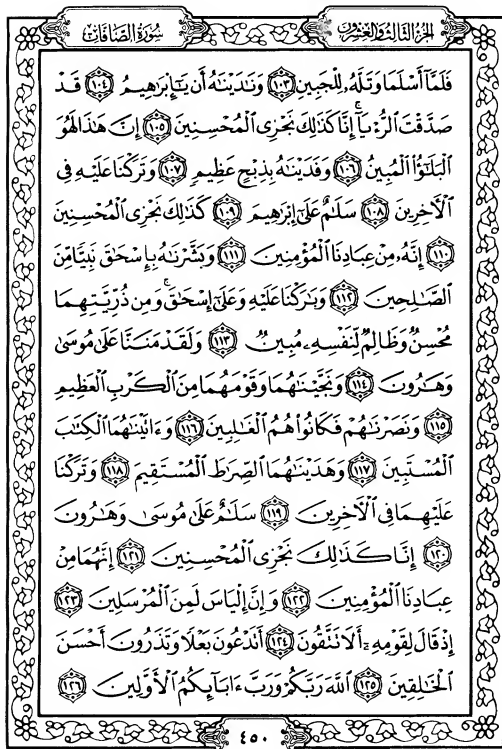 الجزء الثالث والعشرون سورة الصافات
فَلَمَّآ أَسْلَمَا وَتَلَّهُۥ لِلْجَبِينِ ١٠٣ وَنَٰدَيْنَٰهُ أَن يَٰٓإِبْرَٰهِيمُ ١٠٤ قَدْ
صَدَّقْتَ ٱلرُّءْيَآ ۚ إِنَّا كَذَٰلِكَ نَجْزِى ٱلْمُحْسِنِينَ ١٠٥ إِنَّ هَٰذَا لَهُوَ
ٱلْبَلَٰٓؤُا۟ ٱلْمُبِينُ ١٠٦ وَفَدَيْنَٰهُ بِذِبْحٍ عَظِيمٍ ١٠٧ وَتَرَكْنَا عَلَيْهِ فِى
ٱلْءَاخِرِينَ ١٠٨ سَلَٰمٌ عَلَىٰٓ إِبْرَٰهِيمَ ١٠٩ كَذَٰلِكَ نَجْزِى ٱلْمُحْسِنِينَ
١١٠ إِنَّهُۥ مِنْ عِبَادِنَا ٱلْمُؤْمِنِينَ ١١١ وَبَشَّرْنَٰهُ بِإِسْحَٰقَ نَبِيًّا مِّنَ
ٱلصَّٰلِحِينَ ١١٢ وَبَٰرَكْنَا عَلَيْهِ وَعَلَىٰٓ إِسْحَٰقَ ۚ وَمِن ذُرِّيَّتِهِمَا
مُحْسِنٌ وَظَالِمٌ لِّنَفْسِهِۦ مُبِينٌ ١١٣ وَلَقَدْ مَنَنَّا عَلَىٰ مُوسَىٰ
وَهَٰرُونَ ١١٤ وَنَجَّيْنَٰهُمَا وَقَوْمَهُمَا مِنَ ٱلْكَرْبِ ٱلْعَظِيمِ
١١٥ وَنَصَرْنَٰهُمْ فَكَانُوا۟ هُمُ ٱلْغَٰلِبِينَ ١١٦ وَءَاتَيْنَٰهُمَا ٱلْكِتَٰبَ
ٱلْمُسْتَبِينَ ١١٧ وَهَدَيْنَٰهُمَا ٱلصِّرَٰطَ ٱلْمُسْتَقِيمَ ١١٨ وَتَرَكْنَا
عَلَيْهِمَا فِى ٱلْءَاخِرِينَ ١١٩ سَلَٰمٌ عَلَىٰ مُوسَىٰ وَهَٰرُونَ
١٢٠ إِنَّا كَذَٰلِكَ نَجْزِى ٱلْمُحْسِنِينَ ١٢١ إِنَّهُمَا مِنْ
عِبَادِنَا ٱلْمُؤْمِنِينَ ١٢٢ وَإِنَّ إِلْيَاسَ لَمِنَ ٱلْمُرْسَلِينَ ١٢٣
إِذْ قَالَ لِقَوْمِهِۦٓ أَلَا تَتَّقُونَ ١٢٤ أَتَدْعُونَ بَعْلًا وَتَذَرُونَ أَحْسَنَ
ٱلْخَٰلِقِينَ ١٢٥ ٱللَّهَ رَبَّكُمْ وَرَبَّ ءَابَآئِكُمُ ٱلْأَوَّلِينَ ١٢٦
٤٥٠